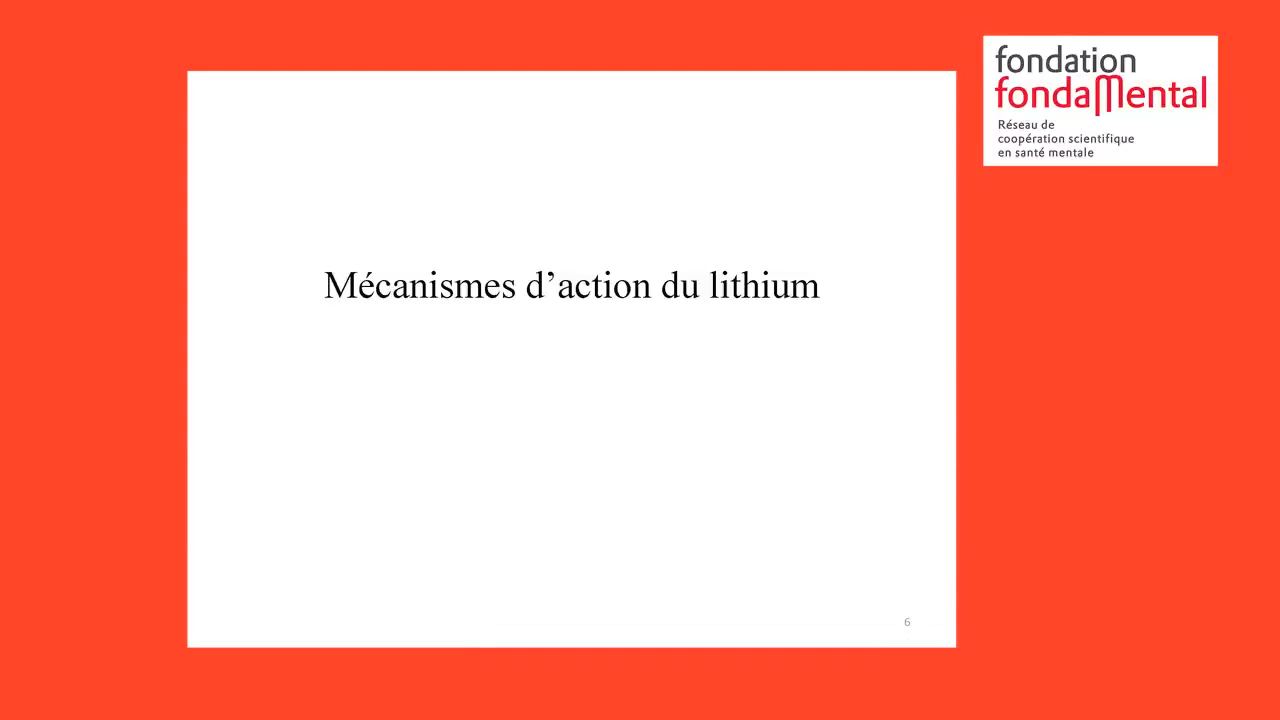 fondation
fondaMental
Réseau de
coopération scientifique
en santé mentale
Mécanismes d’action du lithium
6